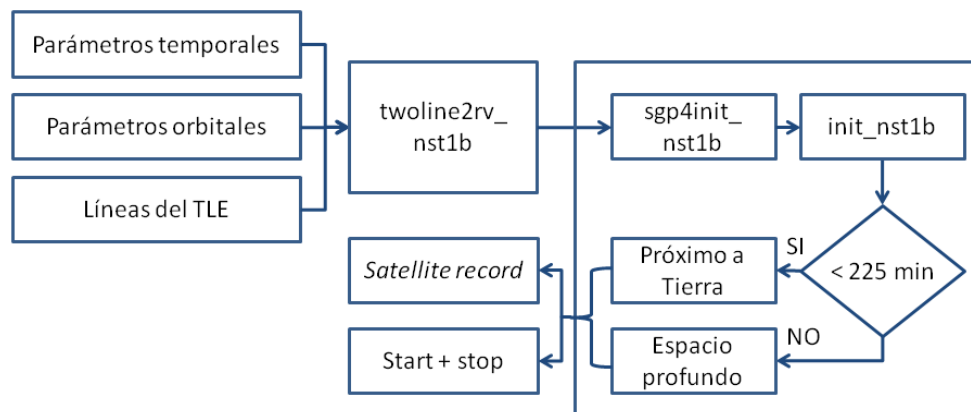 Parámetros temporales
Parámetros orbitales
Líneas del TLE
twoline2rv_
nst1b
sgp4init_
nst1b
init_nst1b
< 225 min
SI
NO
Próximo a
Tierra
Espacio
profundo
Satellite record
Start + stop